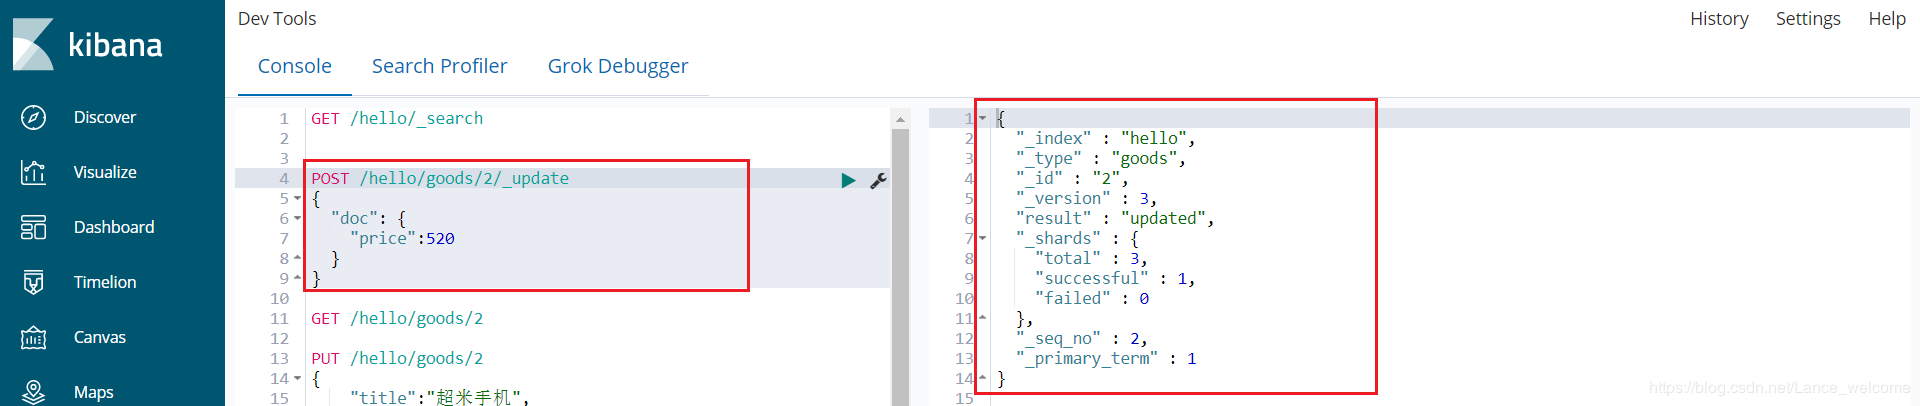 kibana
Discover
Visualize
Dashboard
Timelion
Canvas
Maps
Dev Tools
History Settings Help
Console Search Profiler Grok Debugger
1 GET /hello/_search
2
3
4 POST /hello/goods/2/_update
5 {
6 "doc": {
7 "price":520
8 }
9 }
10
11 GET /hello/goods/2
12
13 PUT /hello/goods/2
14 {
15 "title":"超米手机",
1 {
2 "_index" : "hello",
3 "_type" : "goods",
4 "_id" : "2",
5 "_version" : 3,
6 "result" : "updated",
7 "_shards" : {
8 "total" : 3,
9 "successful" : 1,
10 "failed" : 0
11 },
12 "_seq_no" : 2,
13 "_primary_term" : 1
14 }
15
https://blog.csdn.net/Lance_welcome